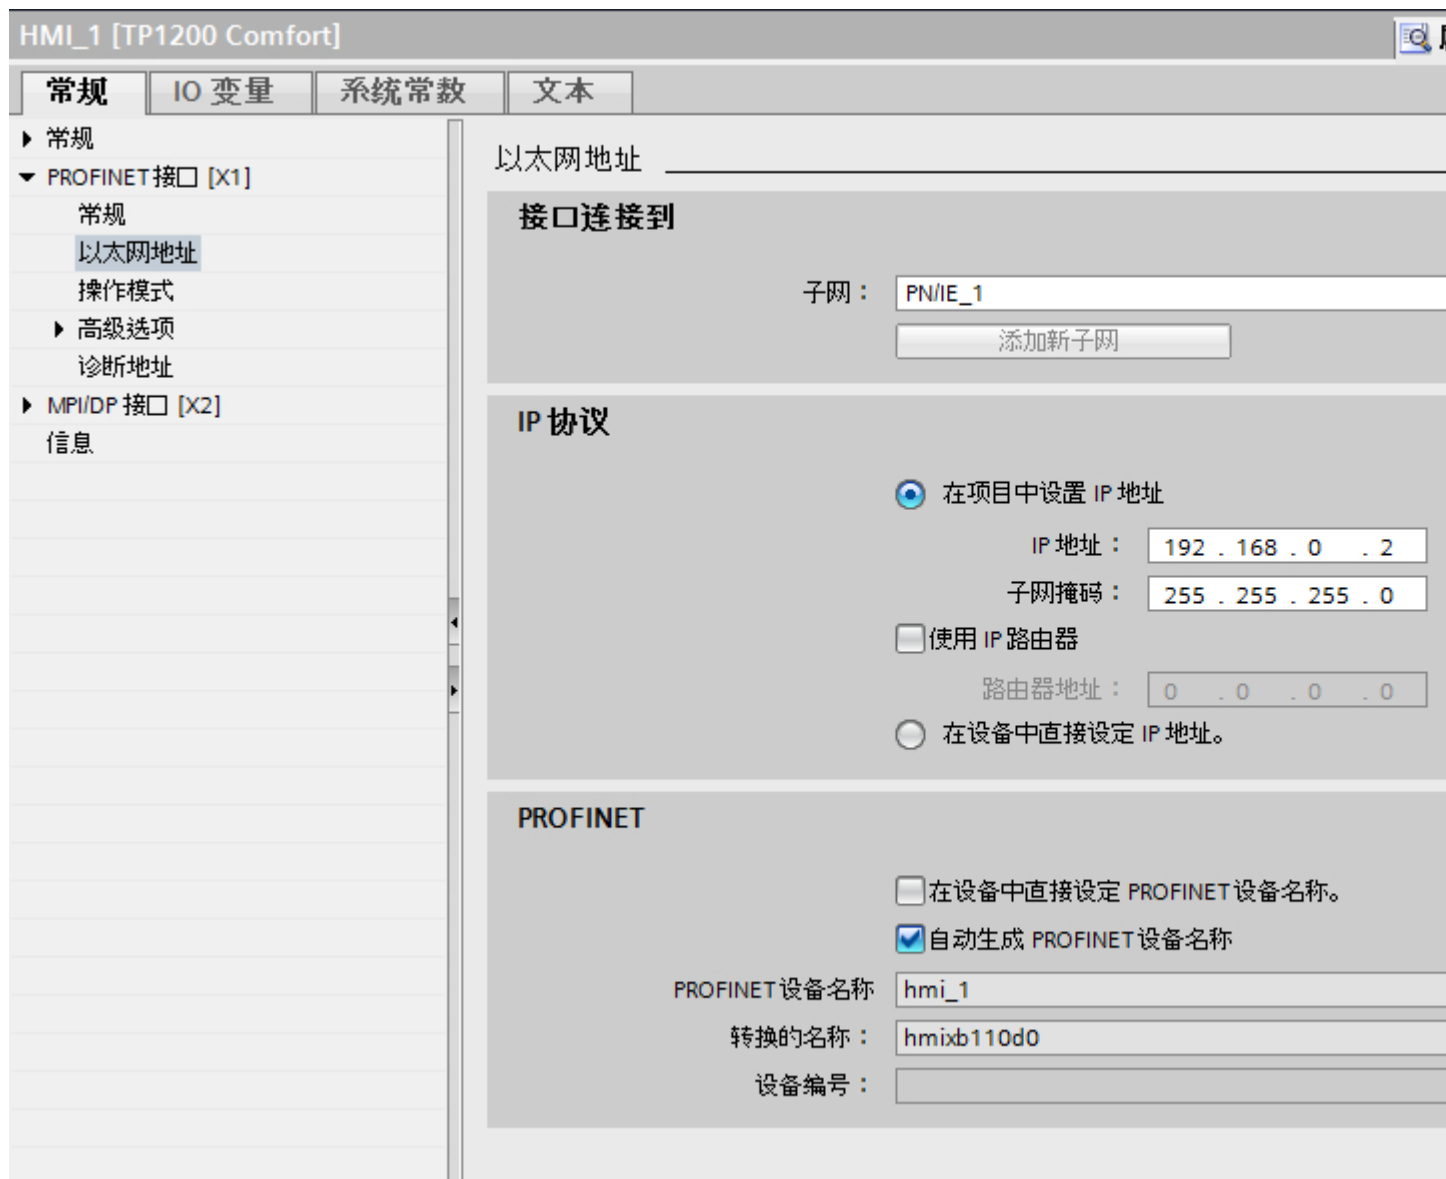 HMI_1 [TP1200 Comfort]
常规
IO 变量
系统常数
文本
常规
PROFINET接口 [X1]
常规
以太网地址
操作模式
高级选项
诊断地址
MPI/DP 接口 [X2]
信息
以太网地址
接口连接到
子网：
PN/IE_1
添加新子网
IP 协议
在项目中设置 IP 地址
IP 地址：
192 . 168 . 0 . 2
子网掩码：
255 . 255 . 255 . 0
使用 IP 路由器
路由器地址：
0 . 0 . 0 . 0
在设备中直接设定 IP 地址。
PROFINET
在设备中直接设定 PROFINET 设备名称。
自动生成 PROFINET 设备名称
PROFINET 设备名称
hmi_1
转换的名称：
hmixb110d0
设备编号：